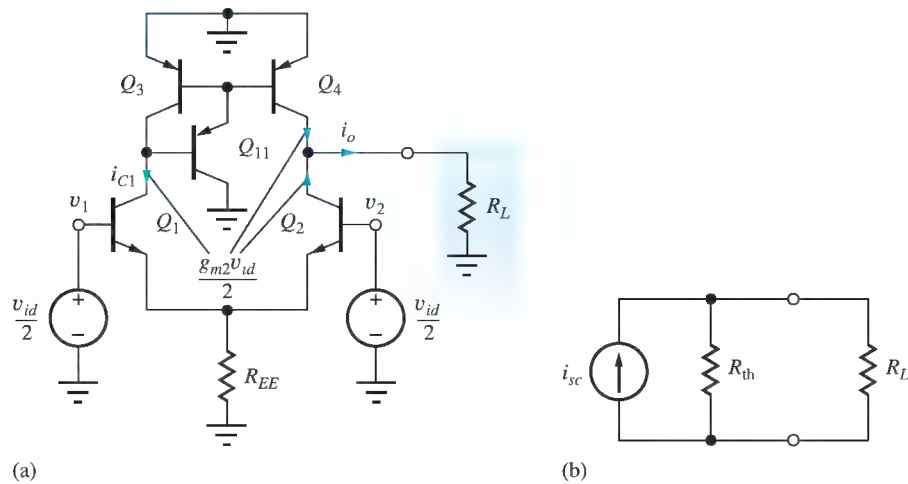 Q3 Q4
io
Q11
iC1
v1 v2
Q1 Q2
RL
gm2vid
2
vid
2
+
−
vid
2
+
−
REE
isc Rth RL
(a) (b)